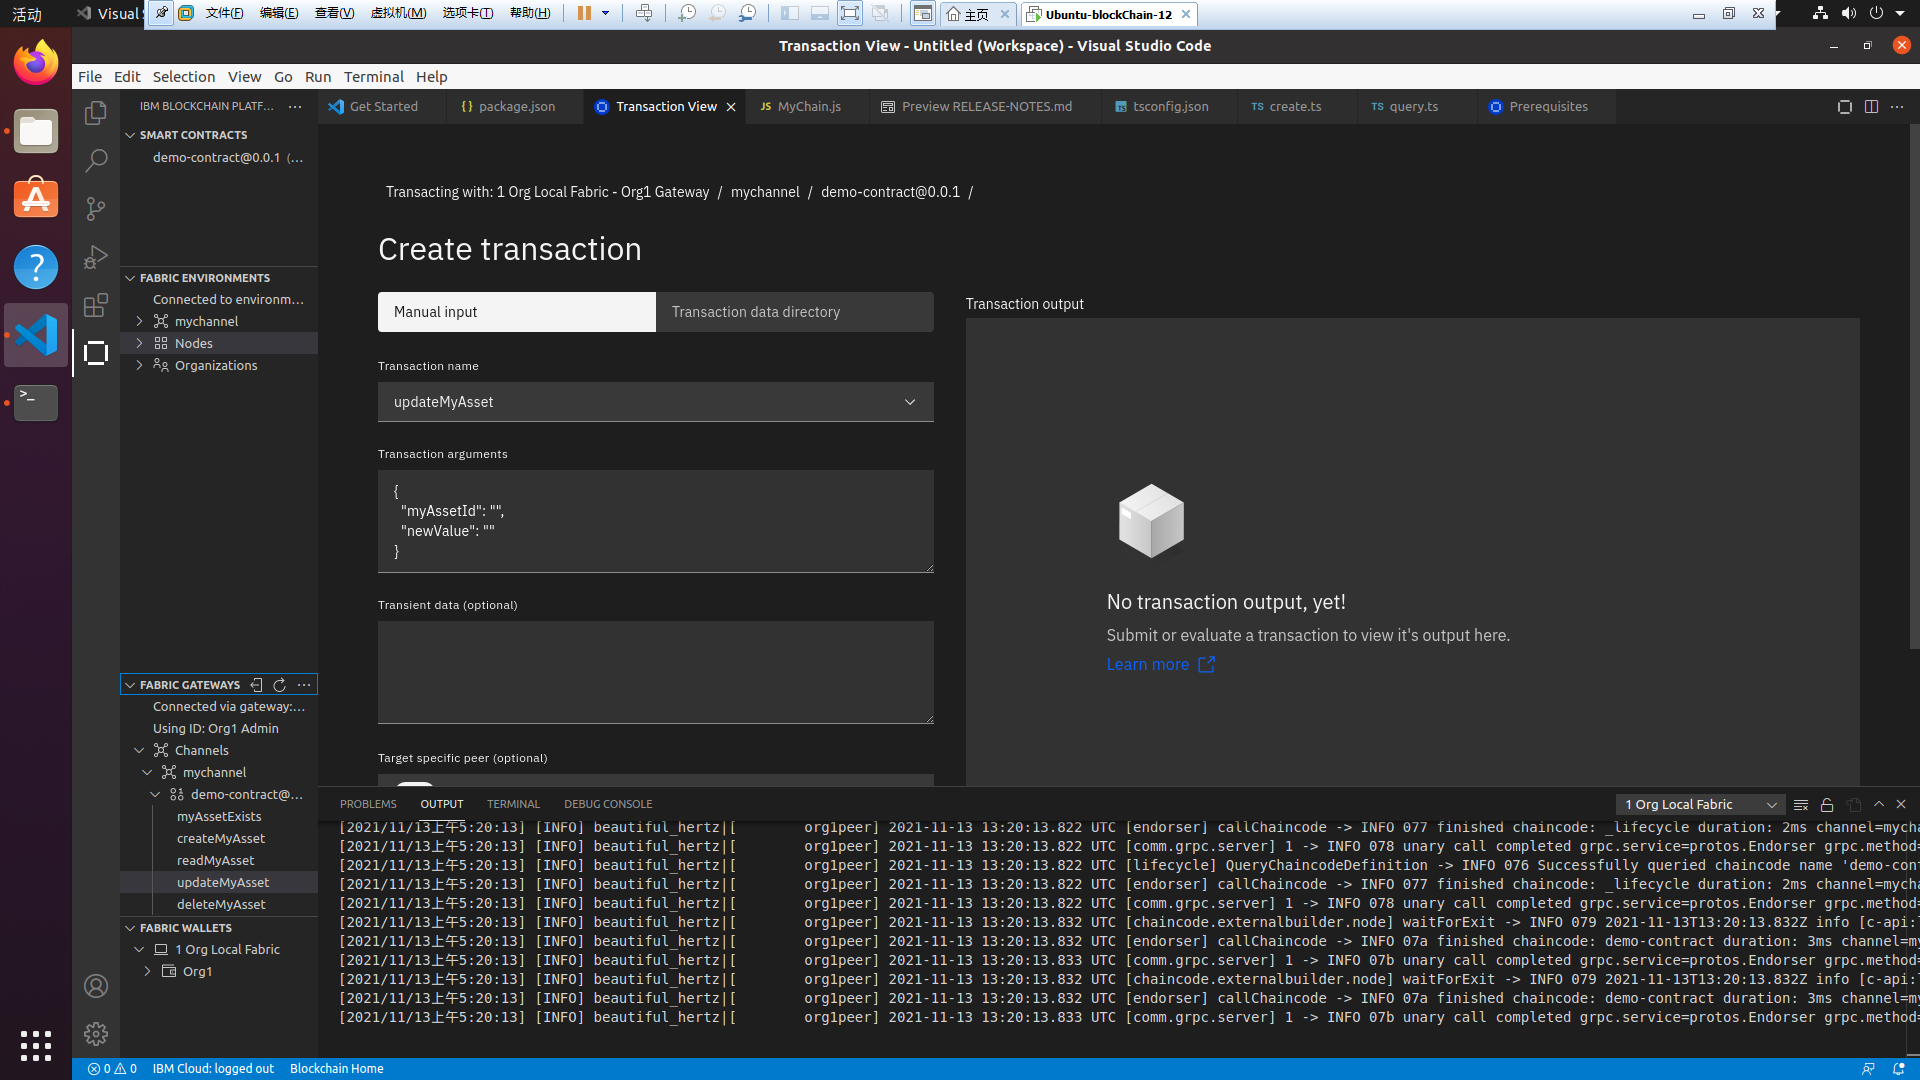 活动
Visual S
文件(F)
编辑(E)
查看(V)
虚拟机(M)
选项卡(T)
帮助(H)
主页
Ubuntu-blockChain-12
Transaction View - Untitled (Workspace) - Visual Studio Code
File Edit Selection View Go Run Terminal Help
IBM BLOCKCHAIN PLATF...
Get Started
package.json
Transaction View
JS MyChain.js
Preview RELEASE-NOTES.md
tsconfig.json
TS create.ts
TS query.ts
Prerequisites
SMART CONTRACTS
demo-contract@0.0.1 (...
FABRIC ENVIRONMENTS
Connected to environm...
mychannel
Nodes
Organizations
FABRIC GATEWAYS
Connected via gateway:...
Using ID: Org1 Admin
Channels
mychannel
demo-contract@...
myAssetExists
createMyAsset
readMyAsset
updateMyAsset
deleteMyAsset
FABRIC WALLETS
1 Org Local Fabric
Org1
Transacting with: 1 Org Local Fabric - Org1 Gateway / mychannel / demo-contract@0.0.1 /
Create transaction
Manual input
Transaction data directory
Transaction name
updateMyAsset
Transaction arguments
{
"myAssetId": "",
"newValue": ""
}
Transient data (optional)
Target specific peer (optional)
Transaction output
No transaction output, yet!
Submit or evaluate a transaction to view it's output here.
Learn more
PROBLEMS OUTPUT TERMINAL DEBUG CONSOLE
1 Org Local Fabric
[2021/11/13上午5:20:13] [INFO] beautiful_hertz|[ org1peer] 2021-11-13 13:20:13.822 UTC [endorser] callChaincode -> INFO 077 finished chaincode: _lifecycle duration: 2ms channel=mycha
[2021/11/13上午5:20:13] [INFO] beautiful_hertz|[ org1peer] 2021-11-13 13:20:13.822 UTC [comm.grpc.server] 1 -> INFO 078 unary call completed grpc.service=protos.Endorser grpc.method=
[2021/11/13上午5:20:13] [INFO] beautiful_hertz|[ org1peer] 2021-11-13 13:20:13.822 UTC [lifecycle] QueryChaincodeDefinition -> INFO 076 Successfully queried chaincode name 'demo-con
[2021/11/13上午5:20:13] [INFO] beautiful_hertz|[ org1peer] 2021-11-13 13:20:13.822 UTC [endorser] callChaincode -> INFO 077 finished chaincode: _lifecycle duration: 2ms channel=mycha
[2021/11/13上午5:20:13] [INFO] beautiful_hertz|[ org1peer] 2021-11-13 13:20:13.822 UTC [comm.grpc.server] 1 -> INFO 078 unary call completed grpc.service=protos.Endorser grpc.method=
[2021/11/13上午5:20:13] [INFO] beautiful_hertz|[ org1peer] 2021-11-13 13:20:13.832 UTC [chaincode.externalbuilder.node] waitForExit -> INFO 079 2021-11-13T13:20:13.832Z info [c-api:
[2021/11/13上午5:20:13] [INFO] beautiful_hertz|[ org1peer] 2021-11-13 13:20:13.832 UTC [endorser] callChaincode -> INFO 07a finished chaincode: demo-contract duration: 3ms channel=my
[2021/11/13上午5:20:13] [INFO] beautiful_hertz|[ org1peer] 2021-11-13 13:20:13.833 UTC [comm.grpc.server] 1 -> INFO 07b unary call completed grpc.service=protos.Endorser grpc.method=
[2021/11/13上午5:20:13] [INFO] beautiful_hertz|[ org1peer] 2021-11-13 13:20:13.832 UTC [chaincode.externalbuilder.node] waitForExit -> INFO 079 2021-11-13T13:20:13.832Z info [c-api:
[2021/11/13上午5:20:13] [INFO] beautiful_hertz|[ org1peer] 2021-11-13 13:20:13.832 UTC [endorser] callChaincode -> INFO 07a finished chaincode: demo-contract duration: 3ms channel=my
[2021/11/13上午5:20:13] [INFO] beautiful_hertz|[ org1peer] 2021-11-13 13:20:13.833 UTC [comm.grpc.server] 1 -> INFO 07b unary call completed grpc.service=protos.Endorser grpc.method=
0 0 IBM Cloud: logged out Blockchain Home